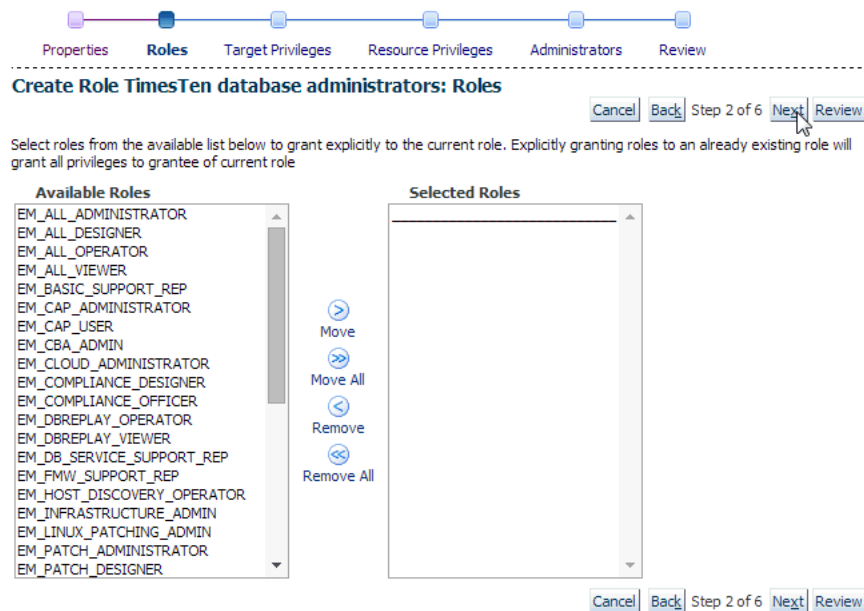 Properties Roles Target Privileges Resource Privileges Administrators Review
Create Role TimesTen database administrators: Roles
Cancel Back Step 2 of 6 Next Review
Select roles from the available list below to grant explicitly to the current role. Explicitly granting roles to an already existing role will
grant all privileges to grantee of current role
Available Roles
EM_ALL_ADMINISTRATOR
EM_ALL_DESIGNER
EM_ALL_OPERATOR
EM_ALL_VIEWER
EM_BASIC_SUPPORT_REP
EM_CAP_ADMINISTRATOR
EM_CAP_USER
EM_CBA_ADMIN
EM_CLOUD_ADMINISTRATOR
EM_COMPLIANCE_DESIGNER
EM_COMPLIANCE_OFFICER
EM_DBREPLAY_OPERATOR
EM_DBREPLAY_VIEWER
EM_DB_SERVICE_SUPPORT_REP
EM_FMW_SUPPORT_REP
EM_HOST_DISCOVERY_OPERATOR
EM_INFRASTRUCTURE_ADMIN
EM_LINUX_PATCHING_ADMIN
EM_PATCH_ADMINISTRATOR
EM_PATCH_DESIGNER
Move
Move All
Remove
Remove All
Selected Roles
Cancel Back Step 2 of 6 Next Review